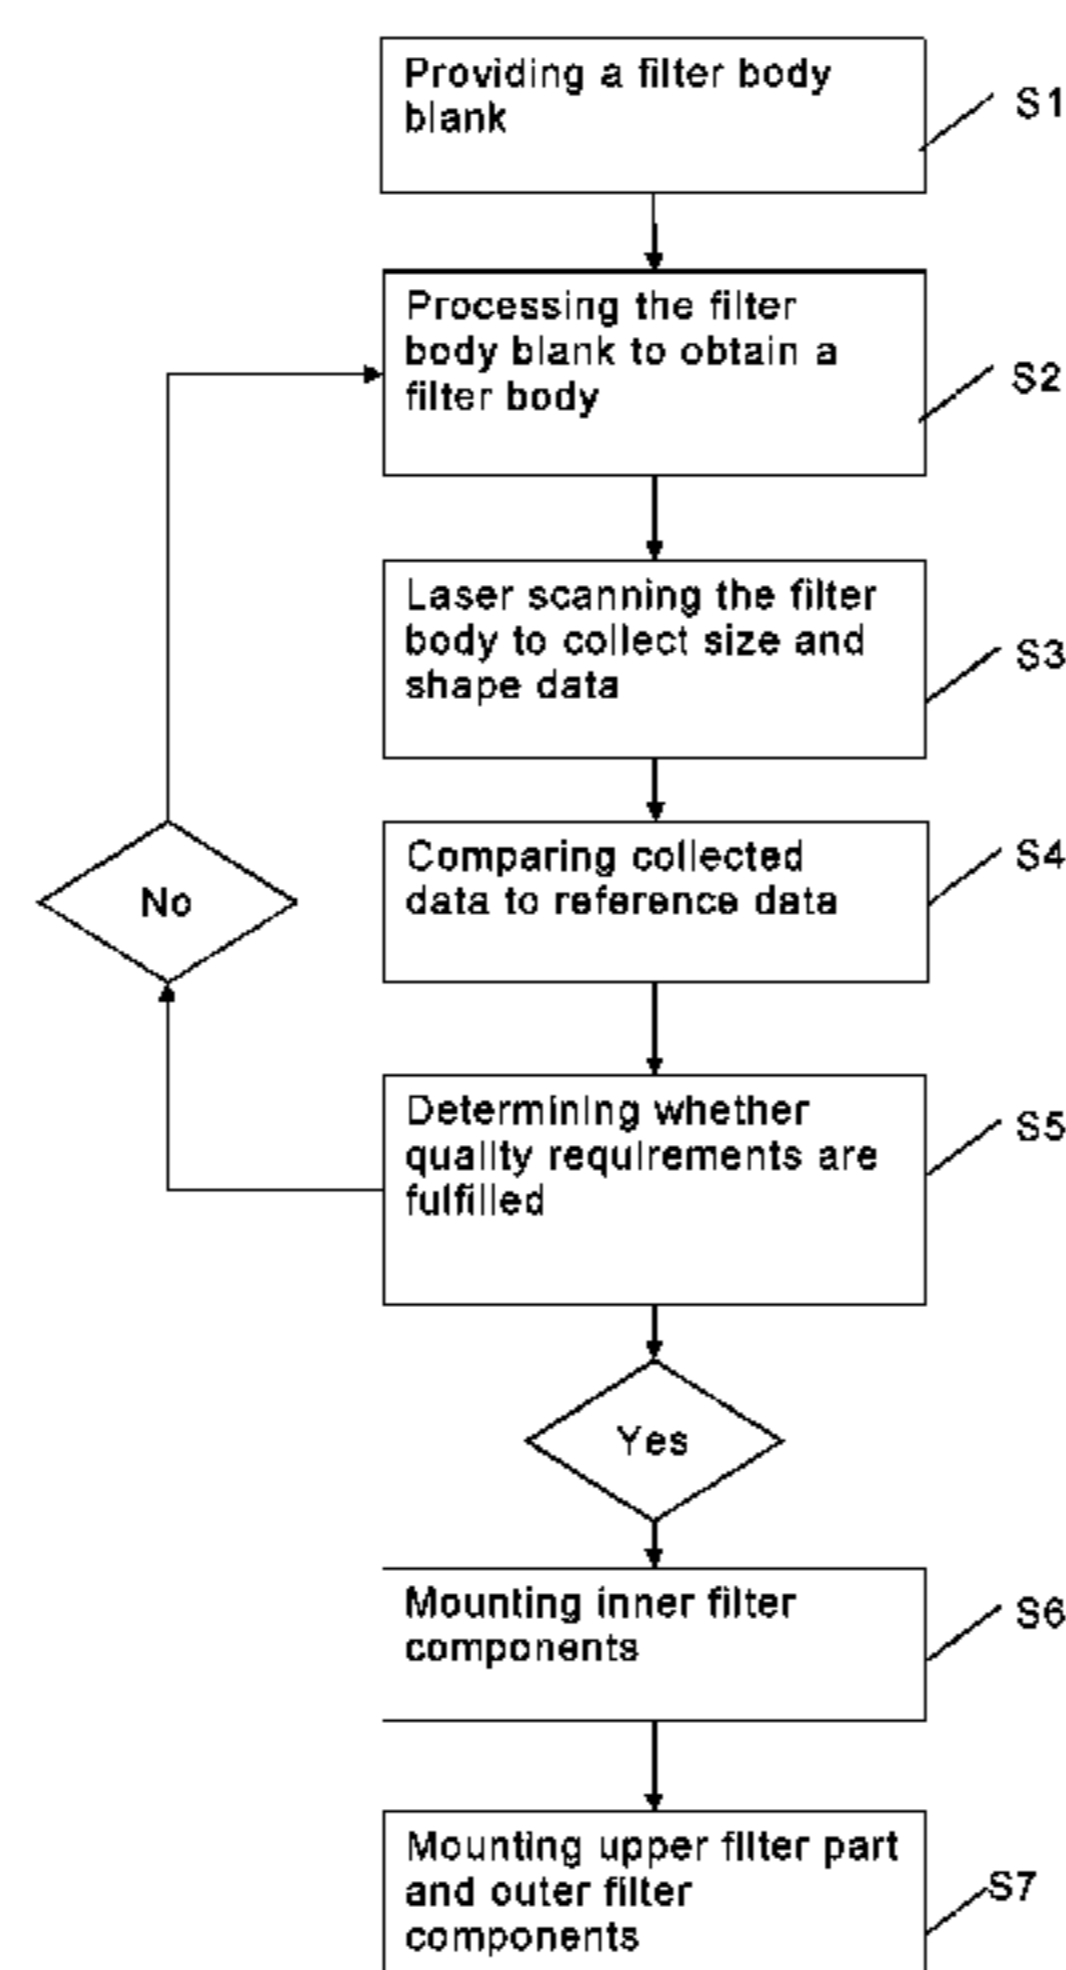 Providing a filter body
blank
S1
Processing the filter
body blank to obtain a
filter body
S2
Laser scanning the filter
body to collect size and
shape data
S3
Comparing collected
data to reference data
S4
No
Determining whether
quality requirements are
fulfilled
S5
Yes
Mounting inner filter
components
S6
Mounting upper filter part
and outer filter
components
S7